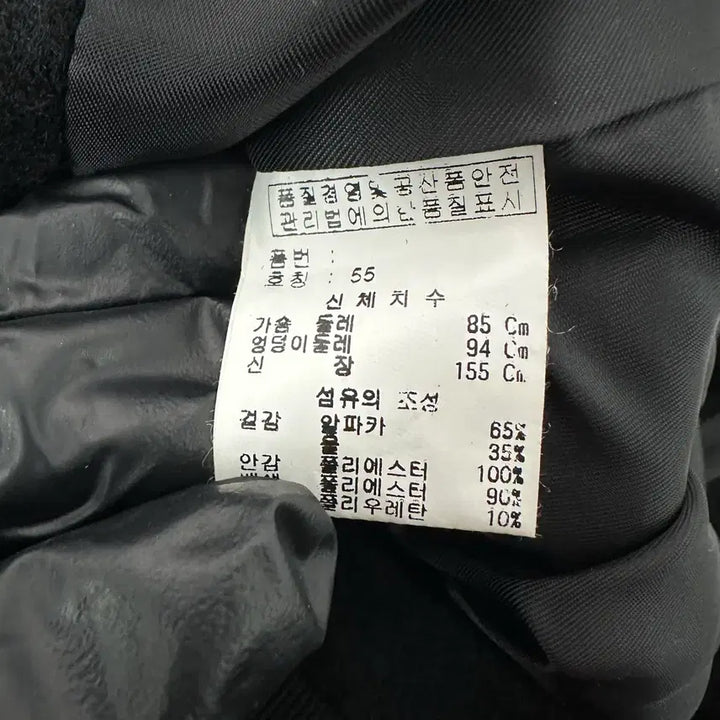 품질경영및공산품안전
관리법에의한품질표시
품번 :
호칭 : 55
신체치수
가슴둘레 85 Cm
엉덩이둘레 94 Cm
신장 155 Cm
섬유의 조성
겉감 알파카 65%
울 35%
안감 폴리에스터 100%
배색 폴리에스터 90%
폴리우레탄 10%